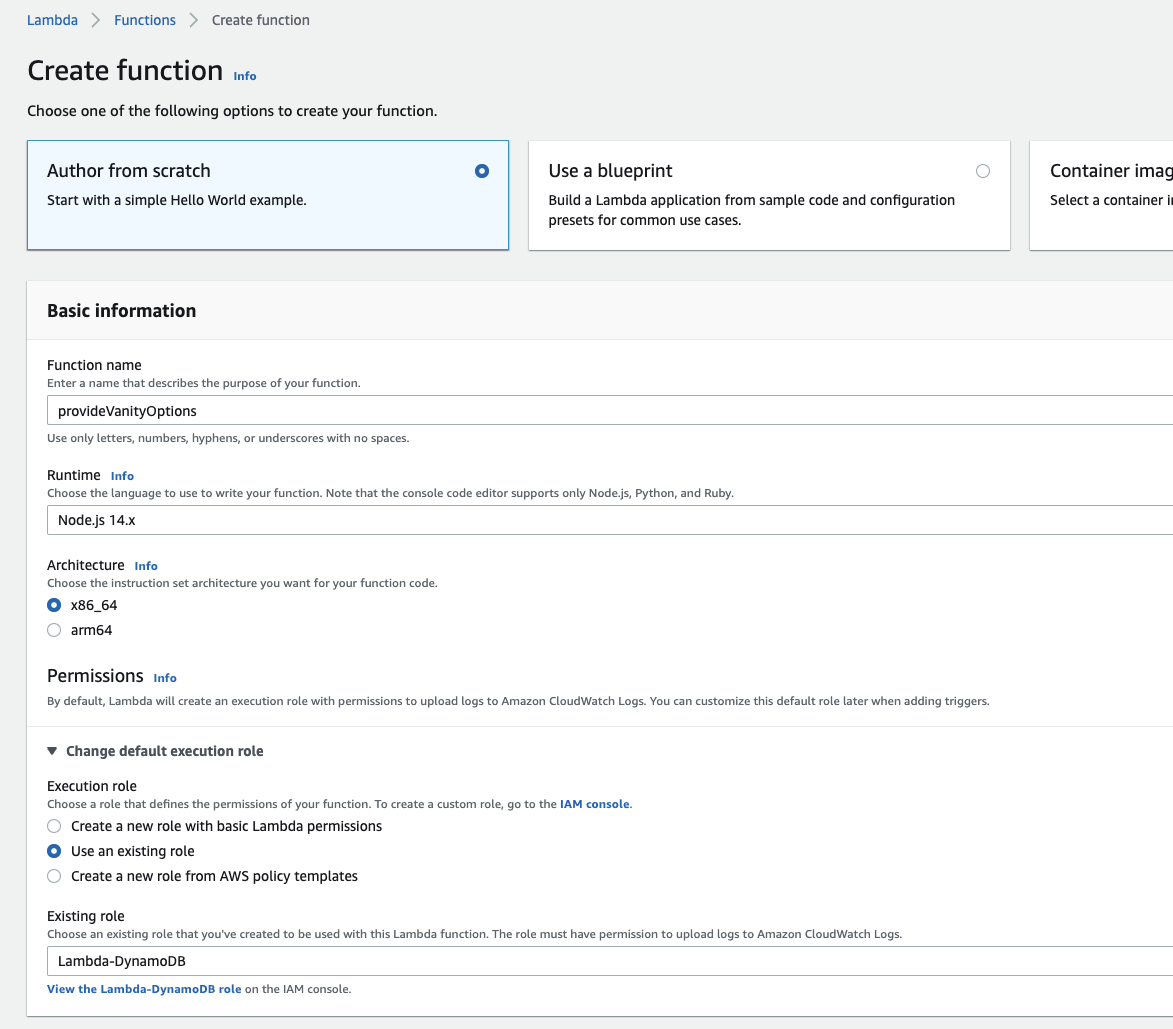 Lambda > Functions > Create function
Create function Info
Choose one of the following options to create your function.
Author from scratch
Start with a simple Hello World example.
Use a blueprint
Build a Lambda application from sample code and configuration
presets for common use cases.
Container
Select a container
Basic information
Function name
Enter a name that describes the purpose of your function.
provideVanityOptions
Use only letters, numbers, hyphens, or underscores with no spaces.
Runtime Info
Choose the language to use to write your function. Note that the console code editor supports only Node.js, Python, and Ruby.
Node.js 14.x
Architecture Info
Choose the instruction set architecture you want for your function code.
x86_64
arm64
Permissions Info
By default, Lambda will create an execution role with permissions to upload logs to Amazon CloudWatch Logs. You can customize this default role later when adding triggers.
Change default execution role
Execution role
Choose a role that defines the permissions of your function. To create a custom role, go to the IAM console.
Create a new role with basic Lambda permissions
Use an existing role
Create a new role from AWS policy templates
Existing role
Choose an existing role that you've created to be used with this Lambda function. The role must have permission to upload logs to Amazon CloudWatch Logs.
Lambda-DynamoDB
View the Lambda-DynamoDB role on the IAM console.